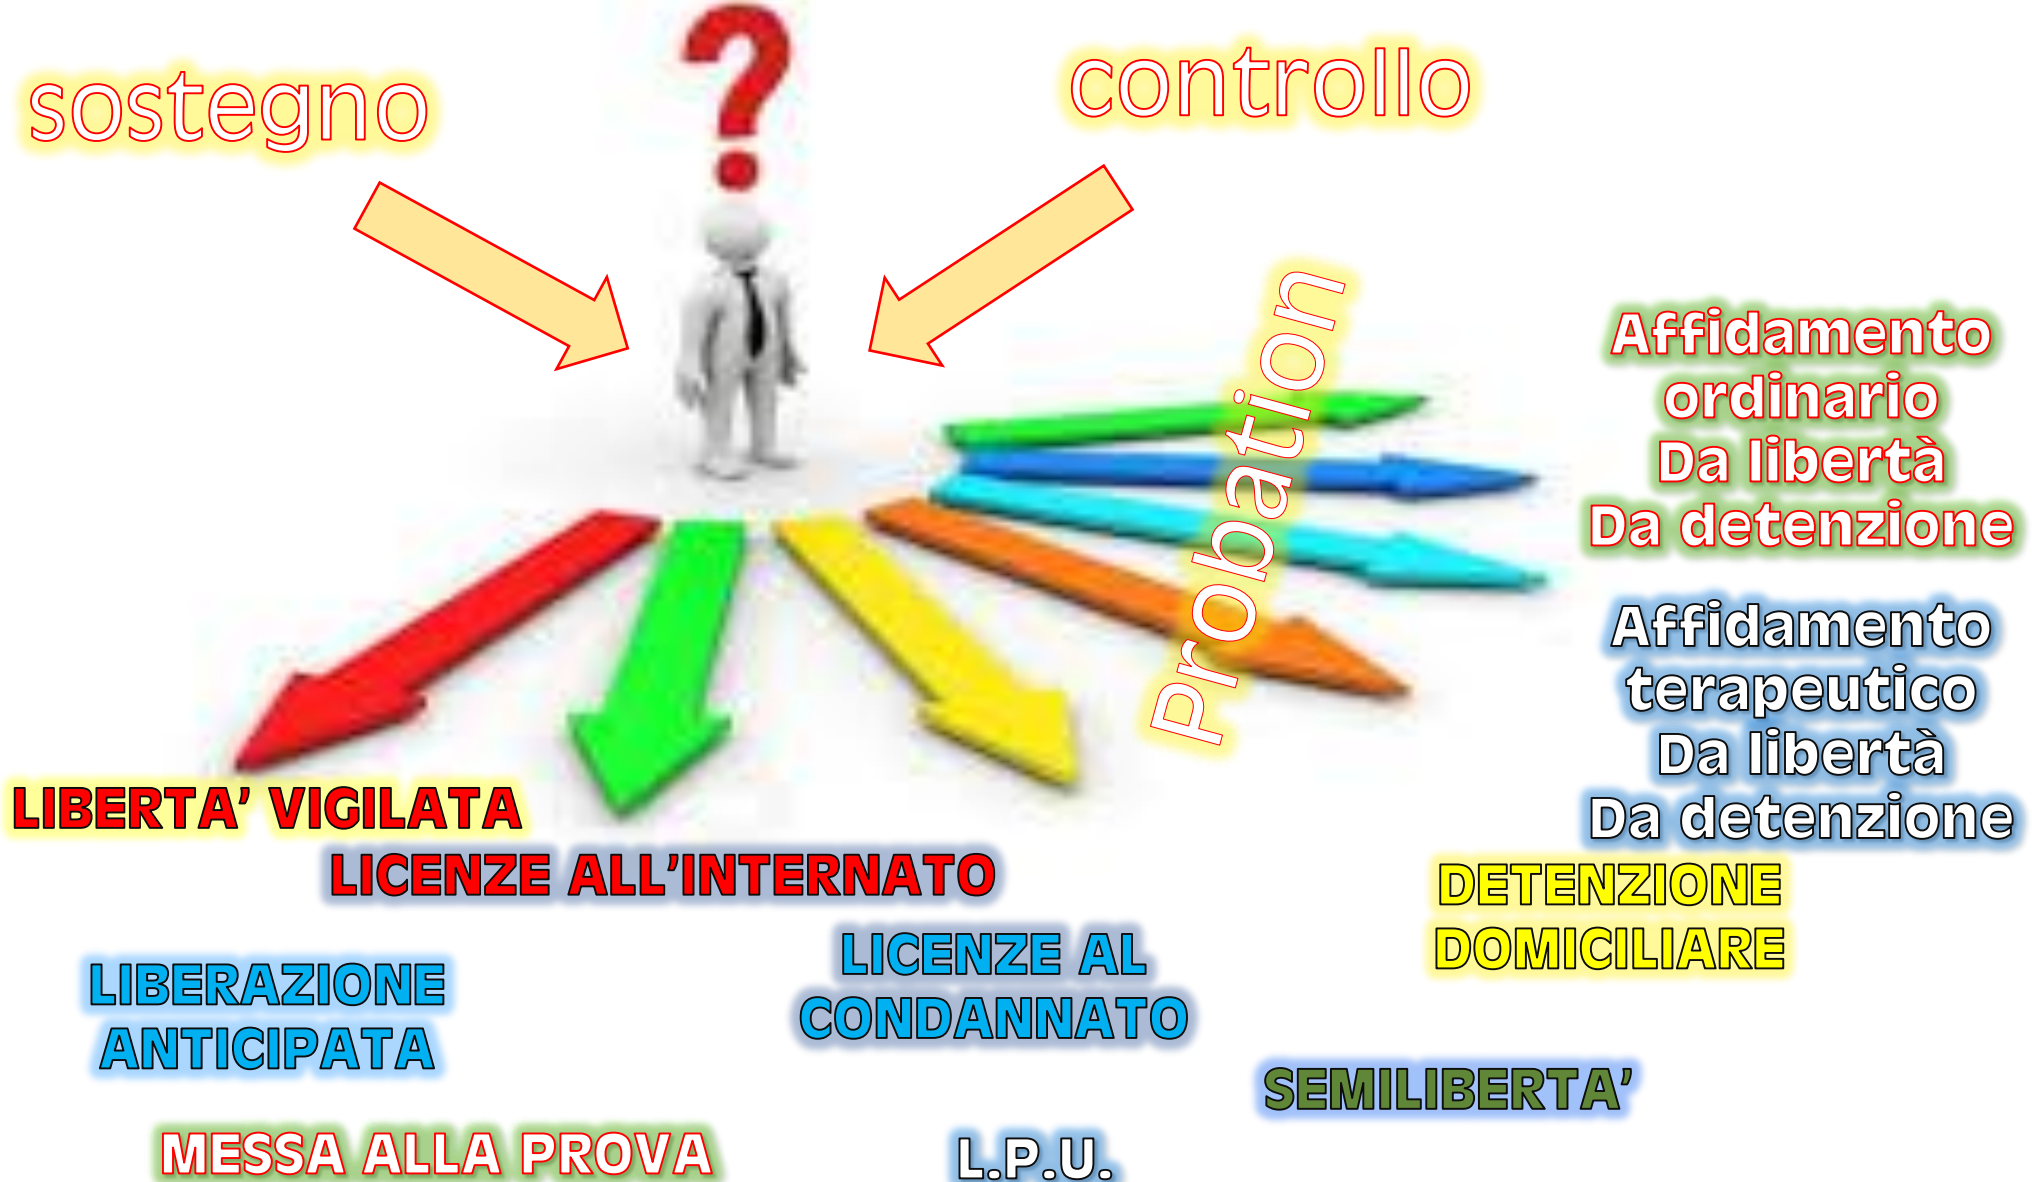 sostegno
controllo
?
Probation
Affidamento
ordinario
Da libertà
Da detenzione
Affidamento
terapeutico
Da libertà
Da detenzione
LIBERTA’ VIGILATA
LICENZE ALL’INTERNATO
DETENZIONE
DOMICILIARE
LICENZE AL
CONDANNATO
LIBERAZIONE
ANTICIPATA
SEMILIBERTA’
MESSA ALLA PROVA
L.P.U.